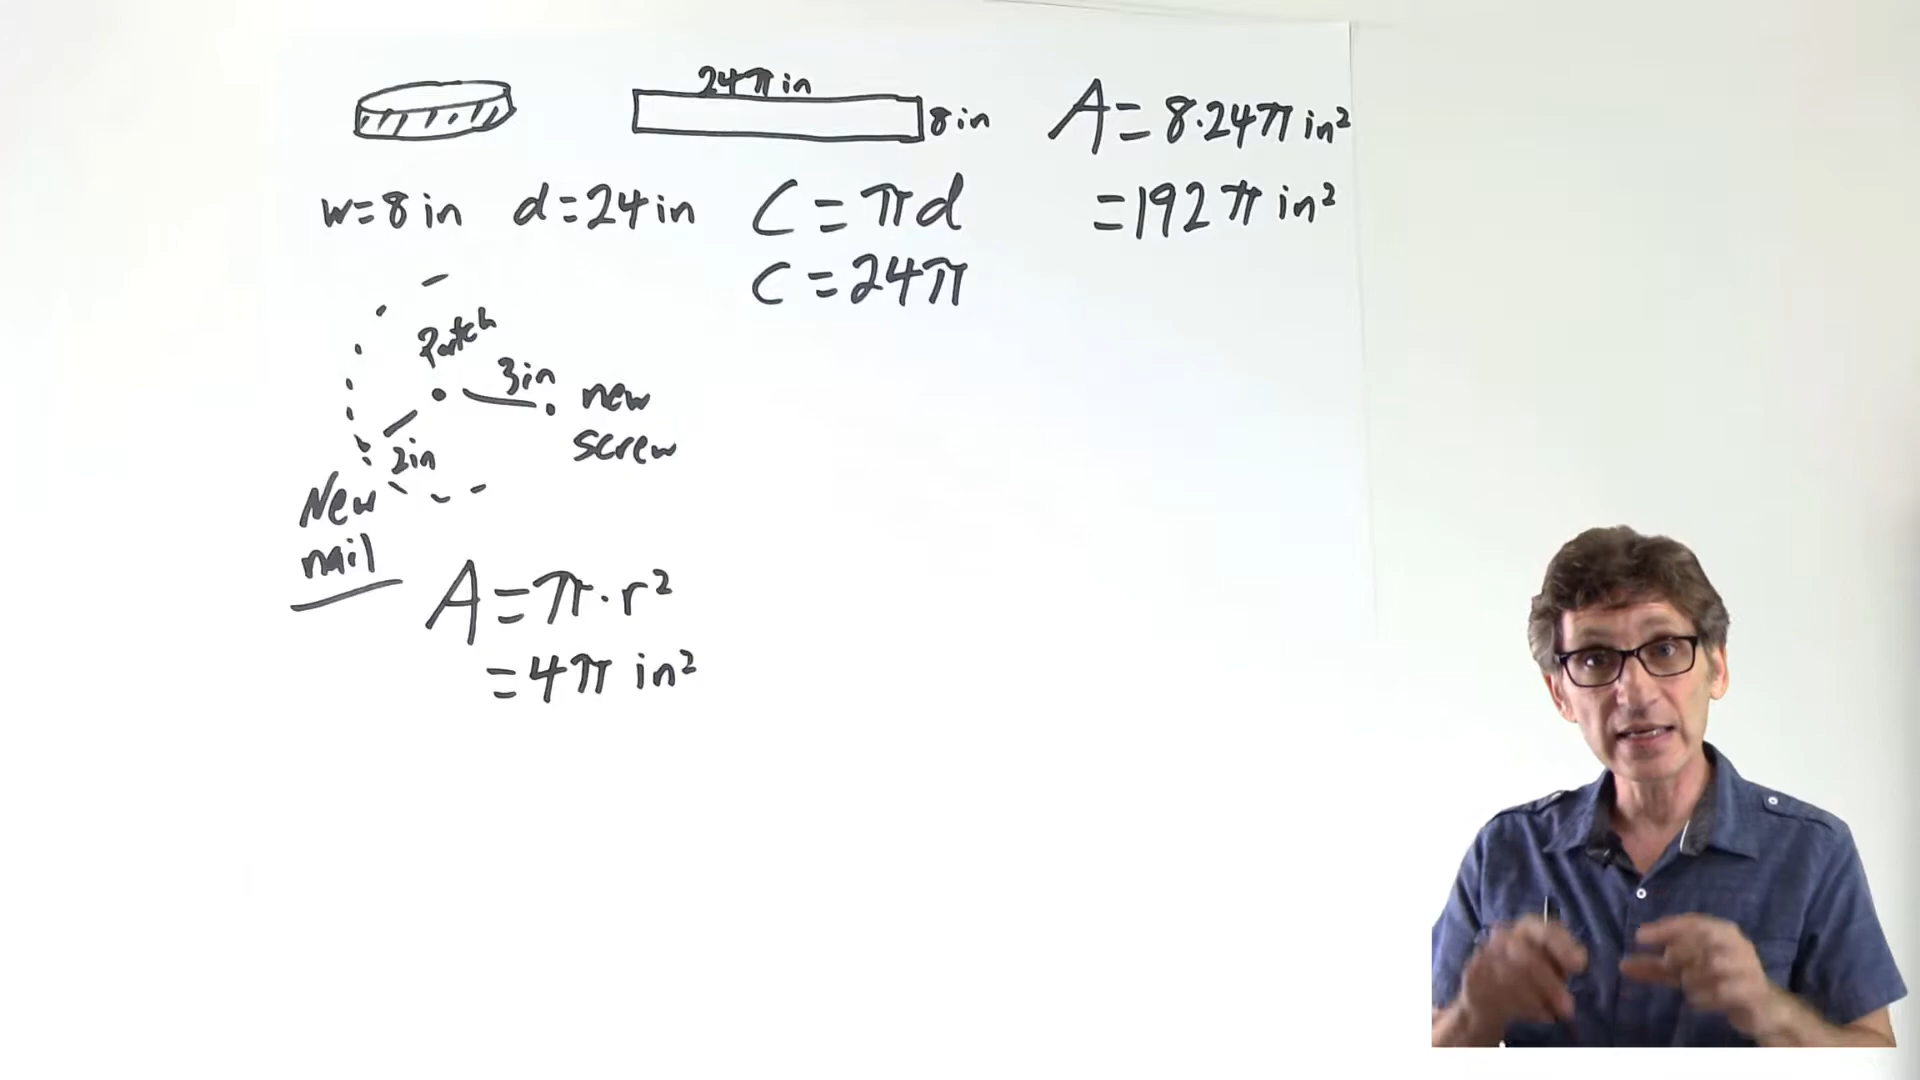 24π in
8 in
A = 8·24π in²
= 192 π in²
w = 8 in d = 24 in C = πd
C = 24π
Patch
3in
new
screw
2in
New
nail
A = π·r²
= 4π in²